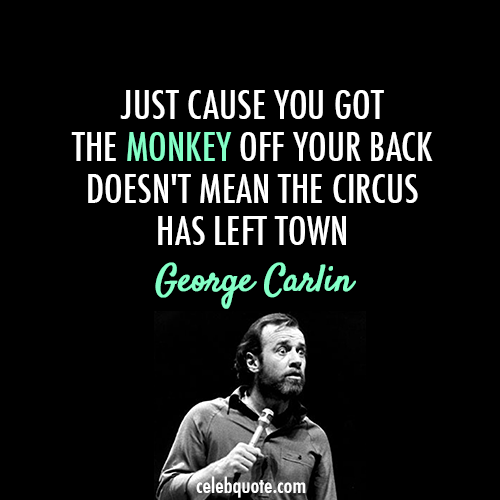 JUST CAUSE YOU GOT
THE MONKEY OFF YOUR BACK
DOESN'T MEAN THE CIRCUS
HAS LEFT TOWN
George Carlin
celebquote.com